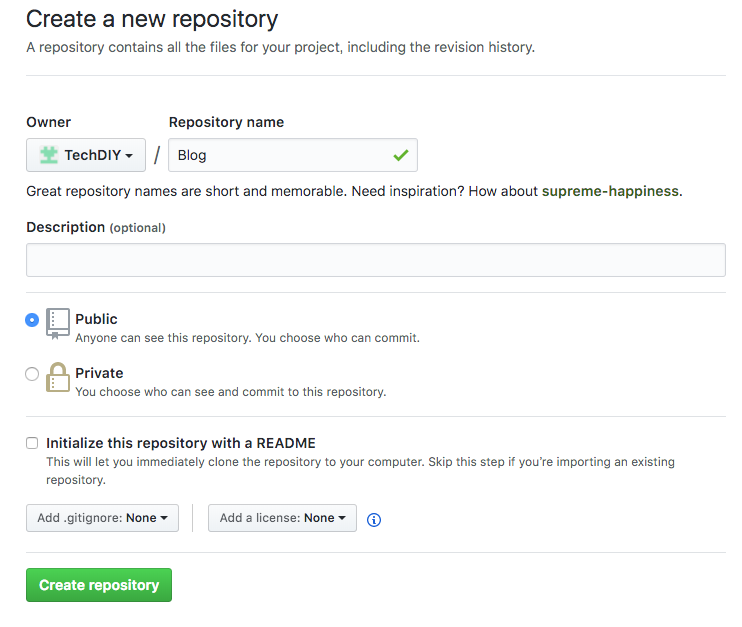 Create a new repository
A repository contains all the files for your project, including the revision history.
Owner Repository name
TechDIY / Blog
Great repository names are short and memorable. Need inspiration? How about supreme-happiness.
Description (optional)
Public
Anyone can see this repository. You choose who can commit.
Private
You choose who can see and commit to this repository.
Initialize this repository with a README
This will let you immediately clone the repository to your computer. Skip this step if you’re importing an existing
repository.
Add .gitignore: None Add a license: None
Create repository